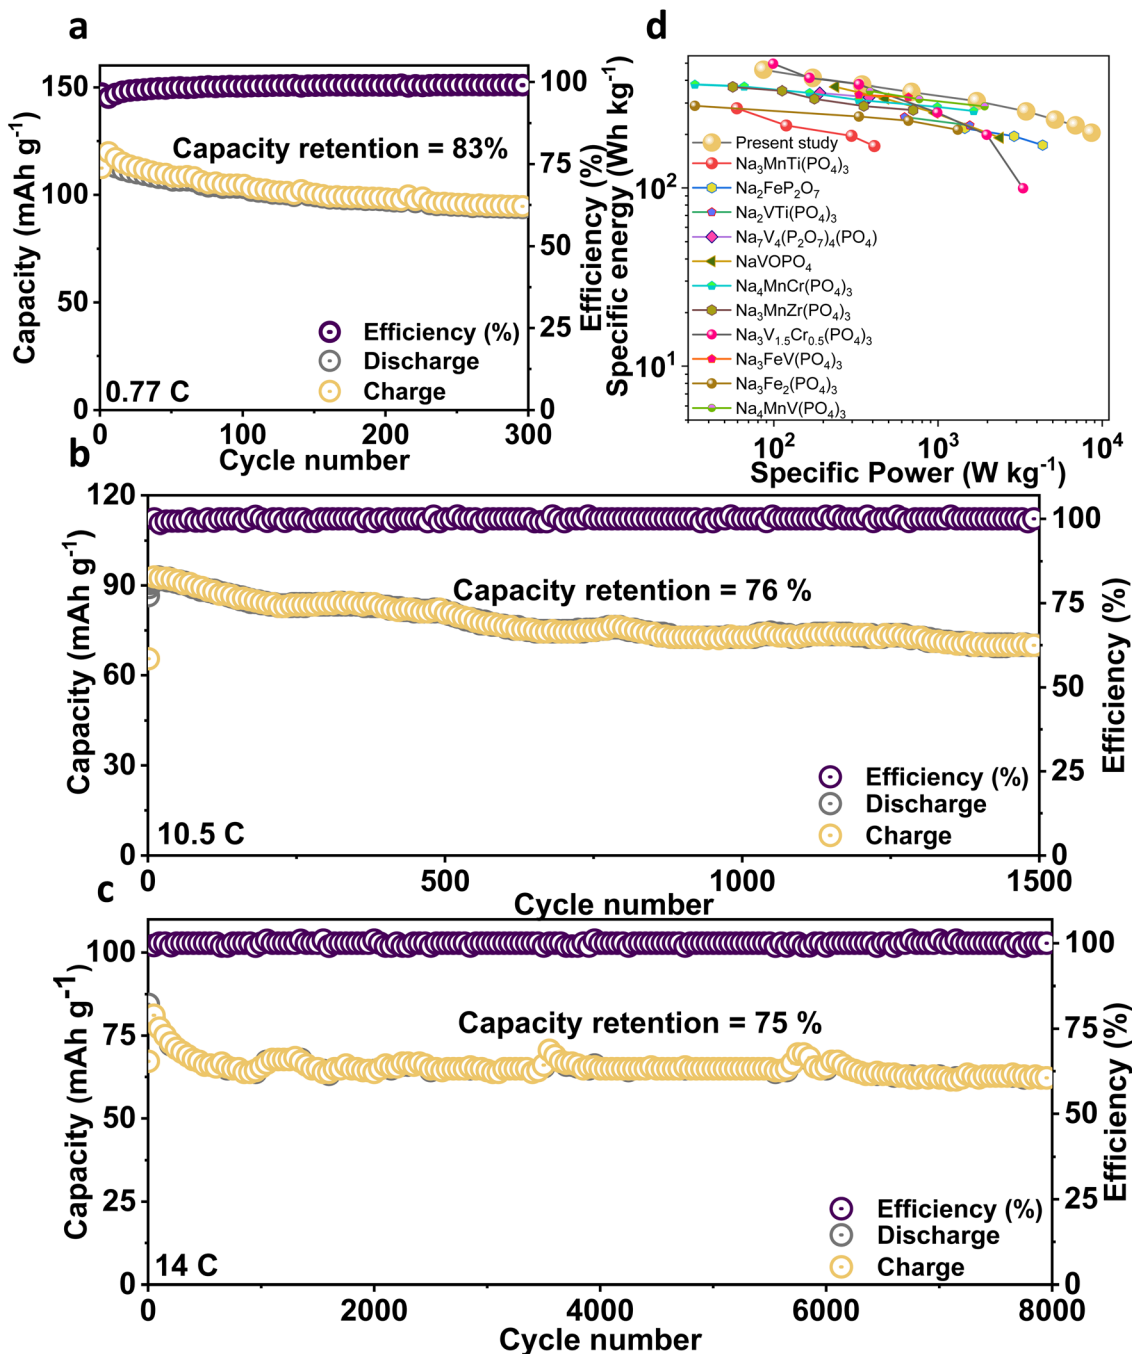 a
Capacity (mAh g⁻¹)
150
100
50
0
Capacity retention = 83%
Efficiency (%)
Discharge
Charge
0.77 C
0 100 200 300
Cycle number
100
75
50
25
0
Efficiency (%)
d
Specific energy (Wh kg⁻¹)
10²
10¹
Present study
Na₃MnTi(PO₄)₃
Na₂FeP₂O₇
Na₂VTi(PO₄)₃
Na₇V₄(P₂O₇)₄(PO₄)
NaVOPO₄
Na₄MnCr(PO₄)₃
Na₃MnZr(PO₄)₃
Na₃V₁.₅Cr₀.₅(PO₄)₃
Na₃FeV(PO₄)₃
Na₃Fe₂(PO₄)₃
Na₄MnV(PO₄)₃
10² 10³ 10⁴
Specific Power (W kg⁻¹)
b
Capacity (mAh g⁻¹)
120
90
60
30
0
Capacity retention = 76 %
Efficiency (%)
Discharge
Charge
10.5 C
0 500 1000 1500
Cycle number
100
75
50
25
0
Efficiency (%)
c
Capacity (mAh g⁻¹)
100
75
50
25
0
Capacity retention = 75 %
Efficiency (%)
Discharge
Charge
14 C
0 2000 4000 6000 8000
Cycle number
100
75
50
25
0
Efficiency (%)